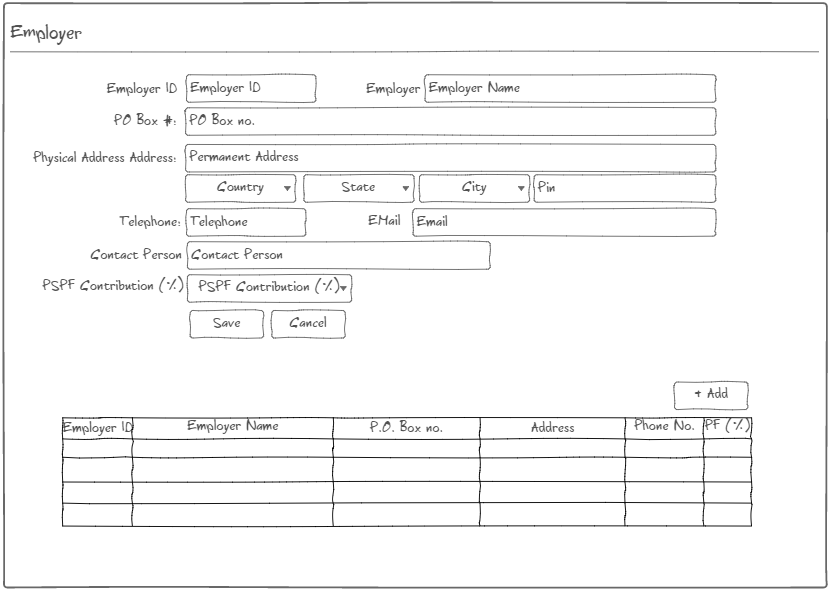 Employer
Employer ID Employer ID Employer Employer Name
PO Box #: PO Box no.
Physical Address Address: Permanent Address
Country State City Pin
Telephone: Telephone EMail Email
Contact Person Contact Person
PSPF Contribution (%) PSPF Contribution (%)
Save Cancel
+ Add
Employer ID Employer Name P.O. Box no. Address Phone No. PF (%)